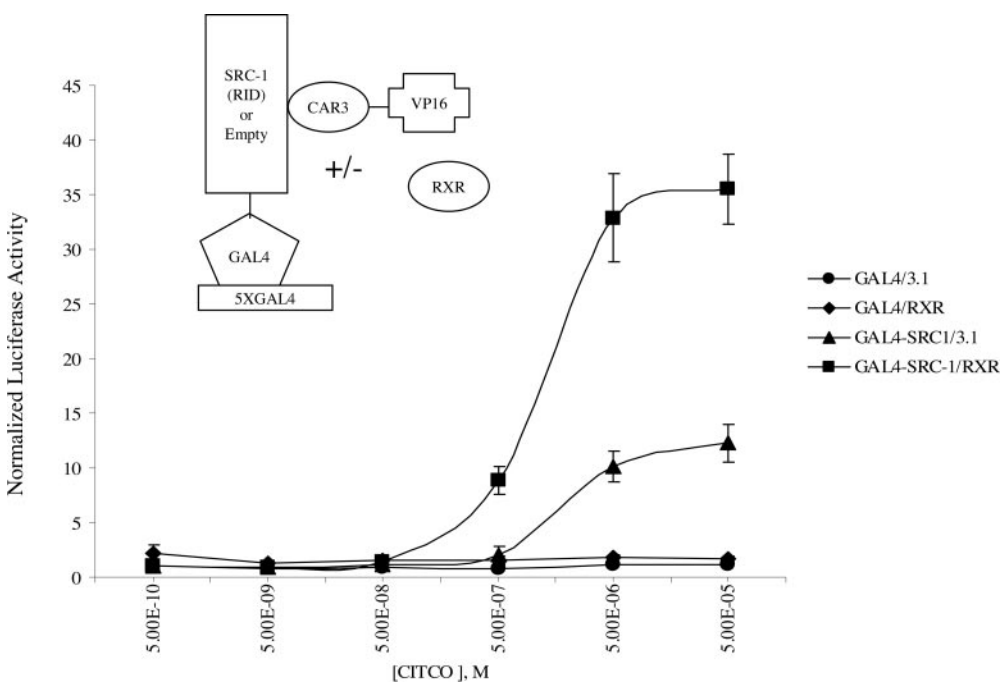 SRC-1
(RID)
or
Empty
CAR3
VP16
+/-
RXR
GAL4
5XGAL4
Normalized Luciferase Activity
45
40
35
30
25
20
15
10
5
0
5.00E-10
5.00E-09
5.00E-08
5.00E-07
5.00E-06
5.00E-05
[CITCO ], M
GAL4/3.1
GAL4/RXR
GAL4-SRC1/3.1
GAL4-SRC-1/RXR